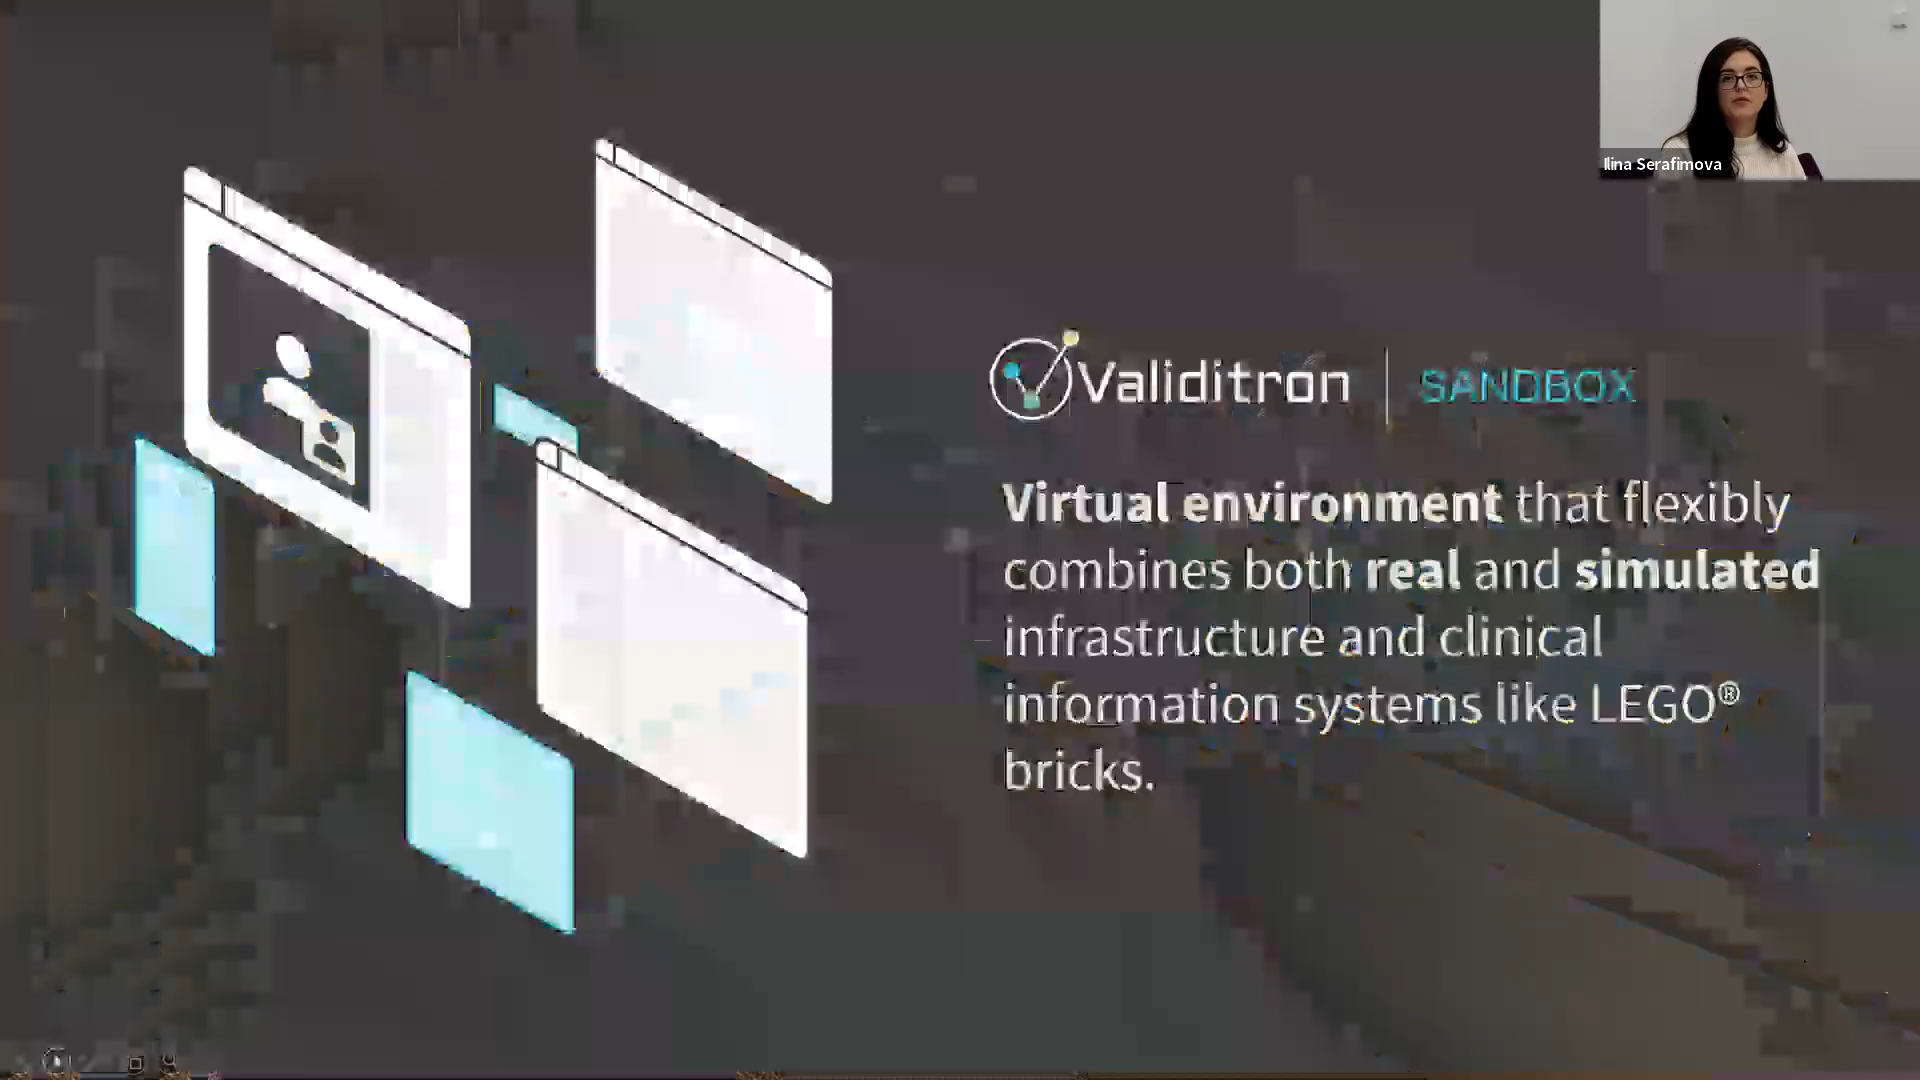 Ilina Serafimova
Validitron | SANDBOX
Virtual environment that flexibly
combines both real and simulated
infrastructure and clinical
information systems like LEGO®
bricks.